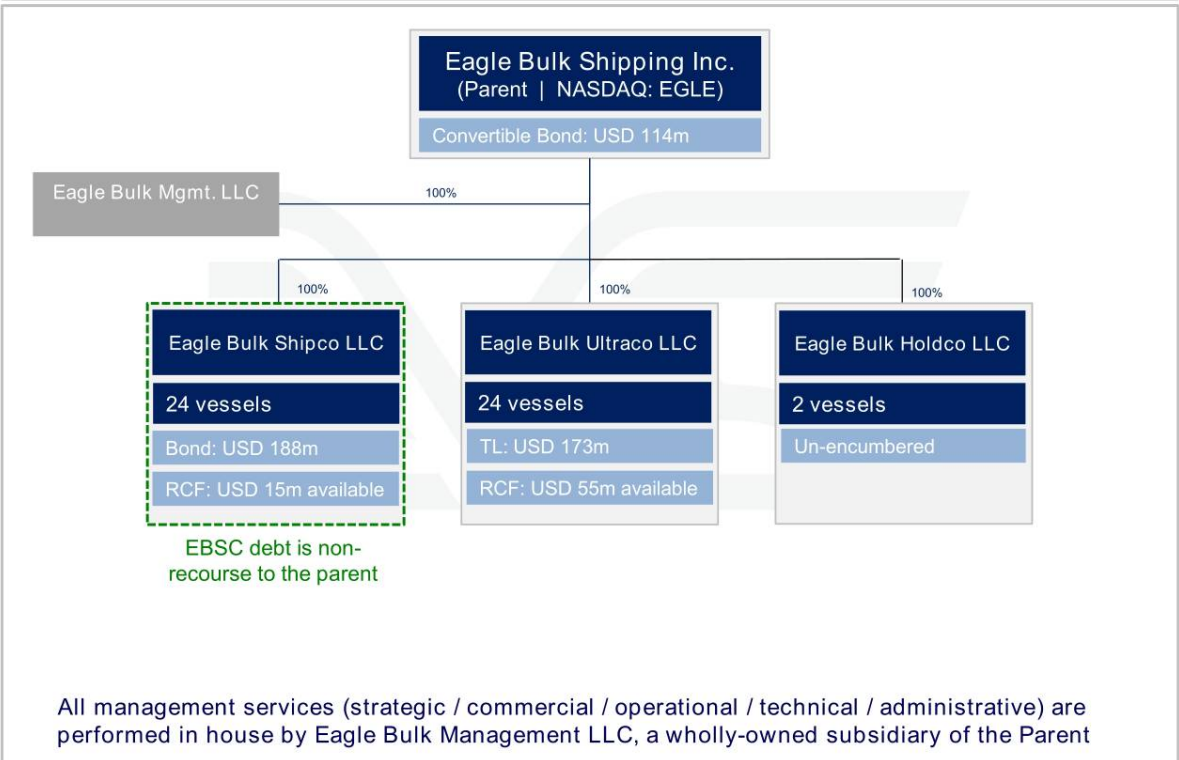 Eagle Bulk Shipping Inc.
(Parent | NASDAQ: EGLE)
Convertible Bond: USD 114m
Eagle Bulk Mgmt. LLC
100%
100%
100%
100%
Eagle Bulk Shipco LLC
24 vessels
Bond: USD 188m
RCF: USD 15m available
EBSC debt is non-
recourse to the parent
Eagle Bulk Ultraco LLC
24 vessels
TL: USD 173m
RCF: USD 55m available
Eagle Bulk Holdco LLC
2 vessels
Un-encumbered
All management services (strategic / commercial / operational / technical / administrative) are
performed in house by Eagle Bulk Management LLC, a wholly-owned subsidiary of the Parent